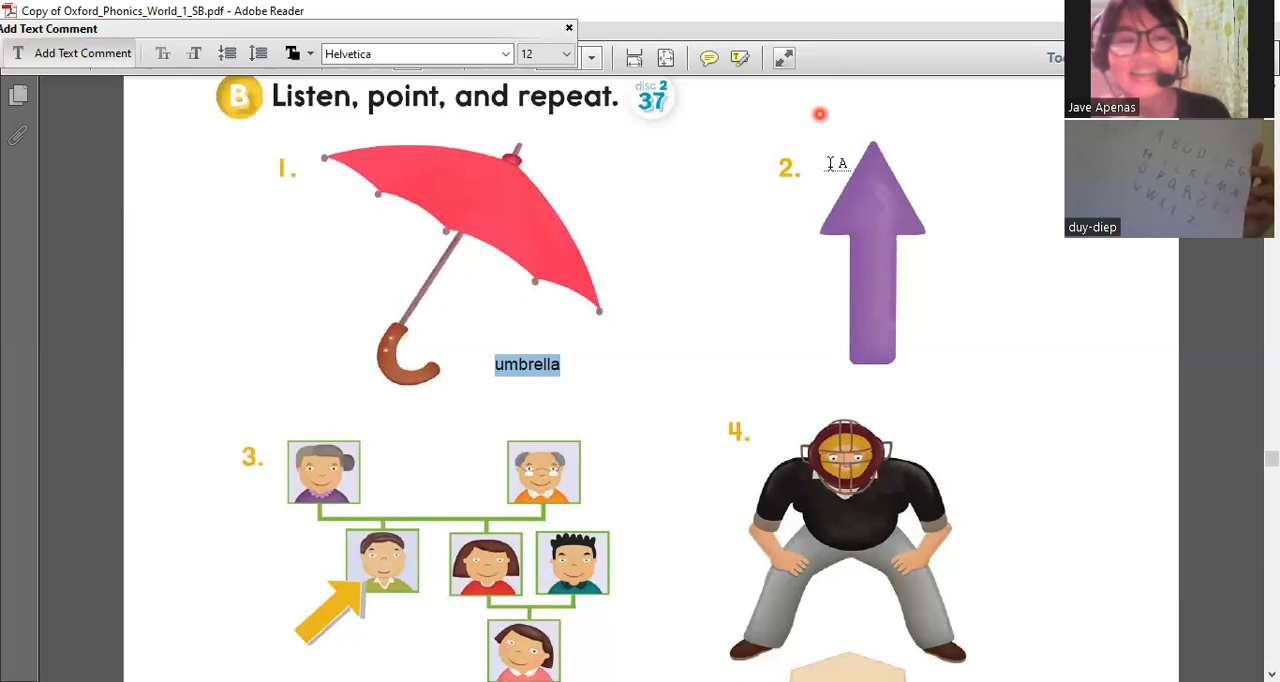 Copy of Oxford_Phonics_World_1_SB.pdf - Adobe Reader
Add Text Comment
Add Text Comment
Helvetica
12
B Listen, point, and repeat. disc 2 37
1.
2.
A
umbrella
3.
4.
Jave Apenas
duy-diep